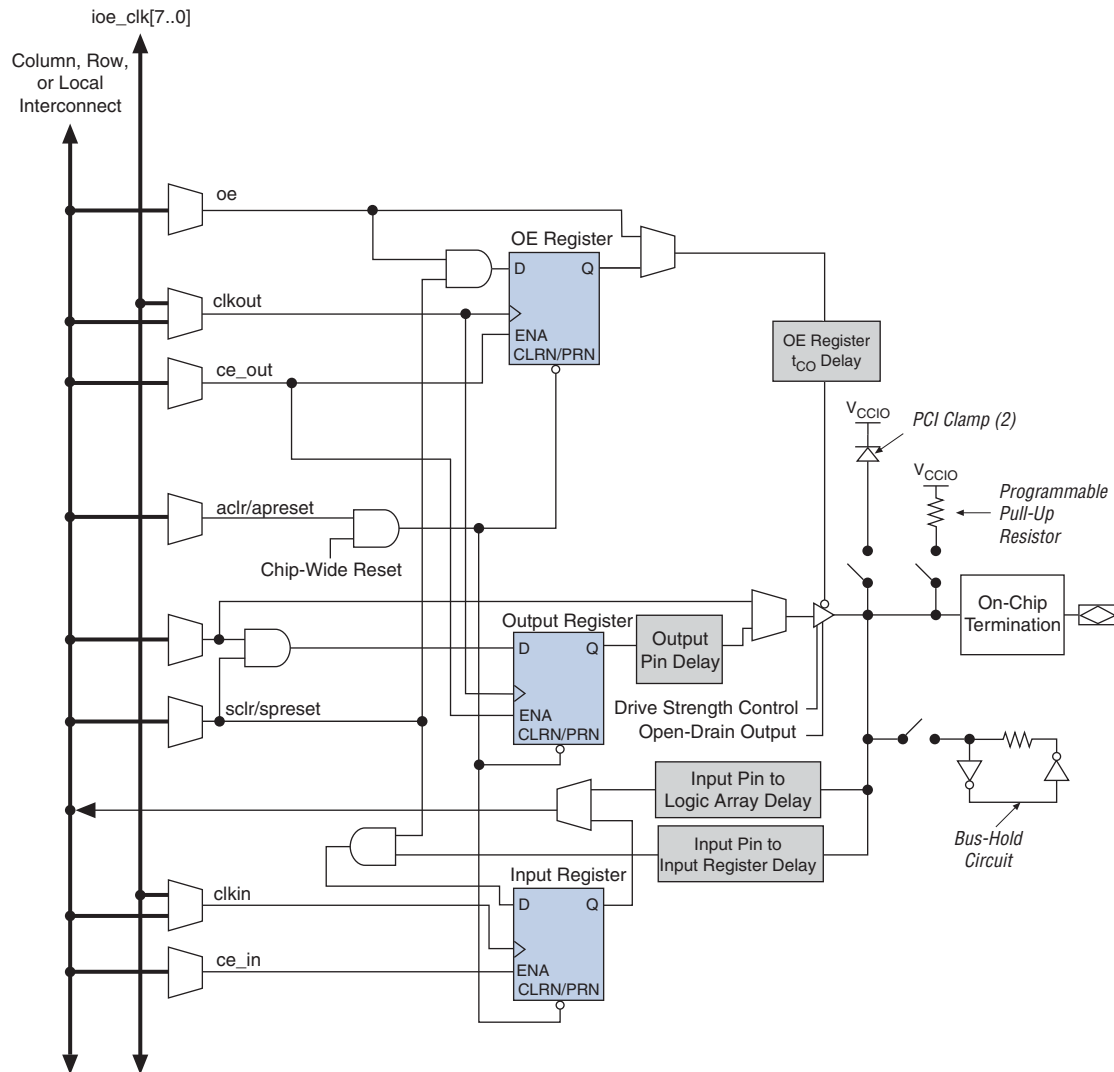 ioe_clk[7..0]
Column, Row,
or Local
Interconnect
oe
OE Register
D
Q
clkout
ENA
CLRN/PRN
OE Register
tCO Delay
ce_out
VCCIO
PCI Clamp (2)
VCCIO
Programmable
Pull-Up
Resistor
aclr/apreset
Chip-Wide Reset
On-Chip
Termination
Output Register
D
Q
Output
Pin Delay
sclr/spreset
ENA
CLRN/PRN
Drive Strength Control
Open-Drain Output
Input Pin to
Logic Array Delay
Input Pin to
Input Register Delay
Bus-Hold
Circuit
Input Register
clkin
D
Q
ce_in
ENA
CLRN/PRN